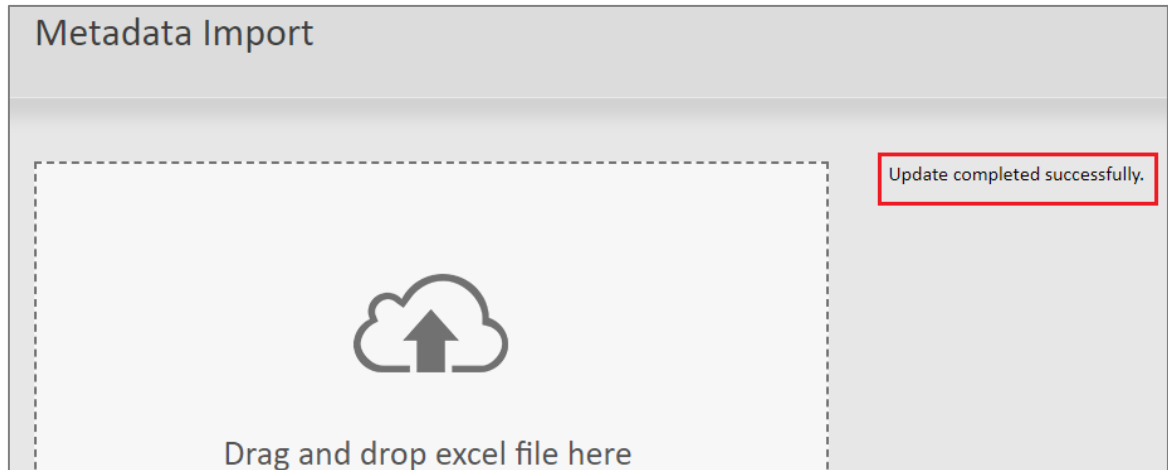 Metadata Import
Update completed successfully.
Drag and drop excel file here